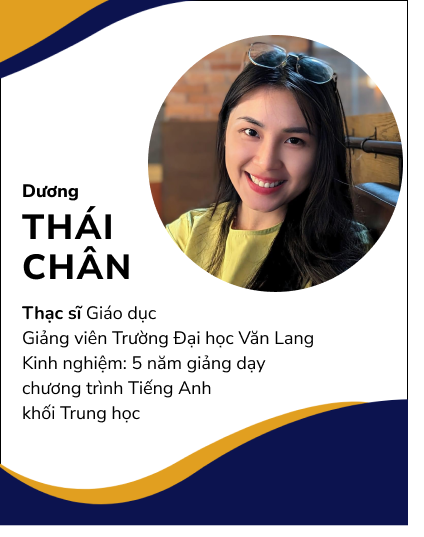 Dương
THÁI
CHÂN
Thạc sĩ Giáo dục
Giảng viên Trường Đại học Văn Lang
Kinh nghiệm: 5 năm giảng dạy
chương trình Tiếng Anh
khối Trung học